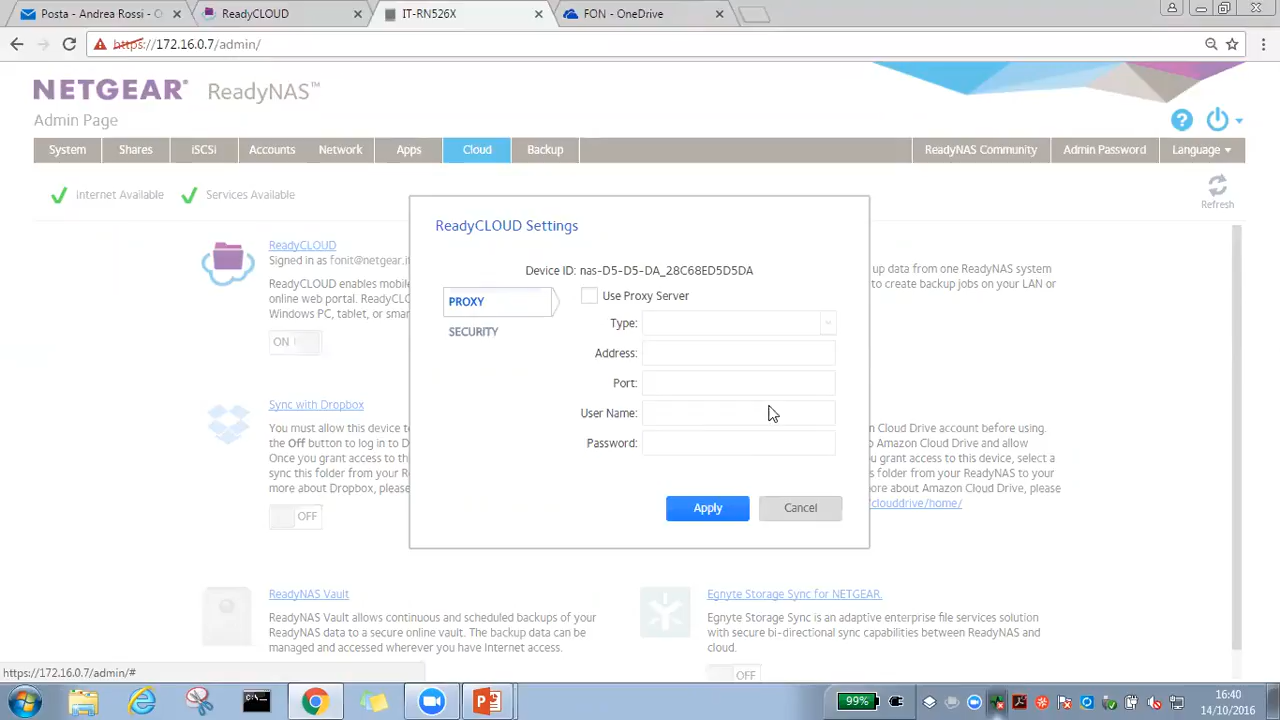 Posta - Andrea Rossi - O
ReadyCLOUD
IT-RN526X
FON - OneDrive
https://172.16.0.7/admin/
NETGEAR® ReadyNAS™
Admin Page
System
Shares
iSCSI
Accounts
Network
Apps
Cloud
Backup
ReadyNAS Community
Admin Password
Language
Internet Available
Services Available
Refresh
ReadyCLOUD
Signed in as fonit@netgear.i
ReadyCLOUD enables mobile
online web portal. ReadyCLO
Windows PC, tablet, or smar
ON
up data from one ReadyNAS system
to create backup jobs on your LAN or
ReadyCLOUD Settings
Device ID: nas-D5-D5-DA_28C68ED5D5DA
PROXY
SECURITY
Use Proxy Server
Type:
Address:
Port:
User Name:
Password:
Apply
Cancel
Sync with Dropbox
You must allow this device t
the Off button to log in to D
Once you grant access to th
sync this folder from your R
more about Dropbox, please
OFF
n Cloud Drive account before using.
to Amazon Cloud Drive and allow
ou grant access to this device, select a
s folder from your ReadyNAS to your
ore about Amazon Cloud Drive, please
clouddrive/home/
ReadyNAS Vault
ReadyNAS Vault allows continuous and scheduled backups of your
ReadyNAS data to a secure online vault. The backup data can be
managed and accessed wherever you have Internet access.
Egnyte Storage Sync for NETGEAR.
Egnyte Storage Sync is an adaptive enterprise file services solution
with secure bi-directional sync capabilities between ReadyNAS and
cloud.
OFF
https://172.16.0.7/admin/#
99%
16:40
14/10/2016